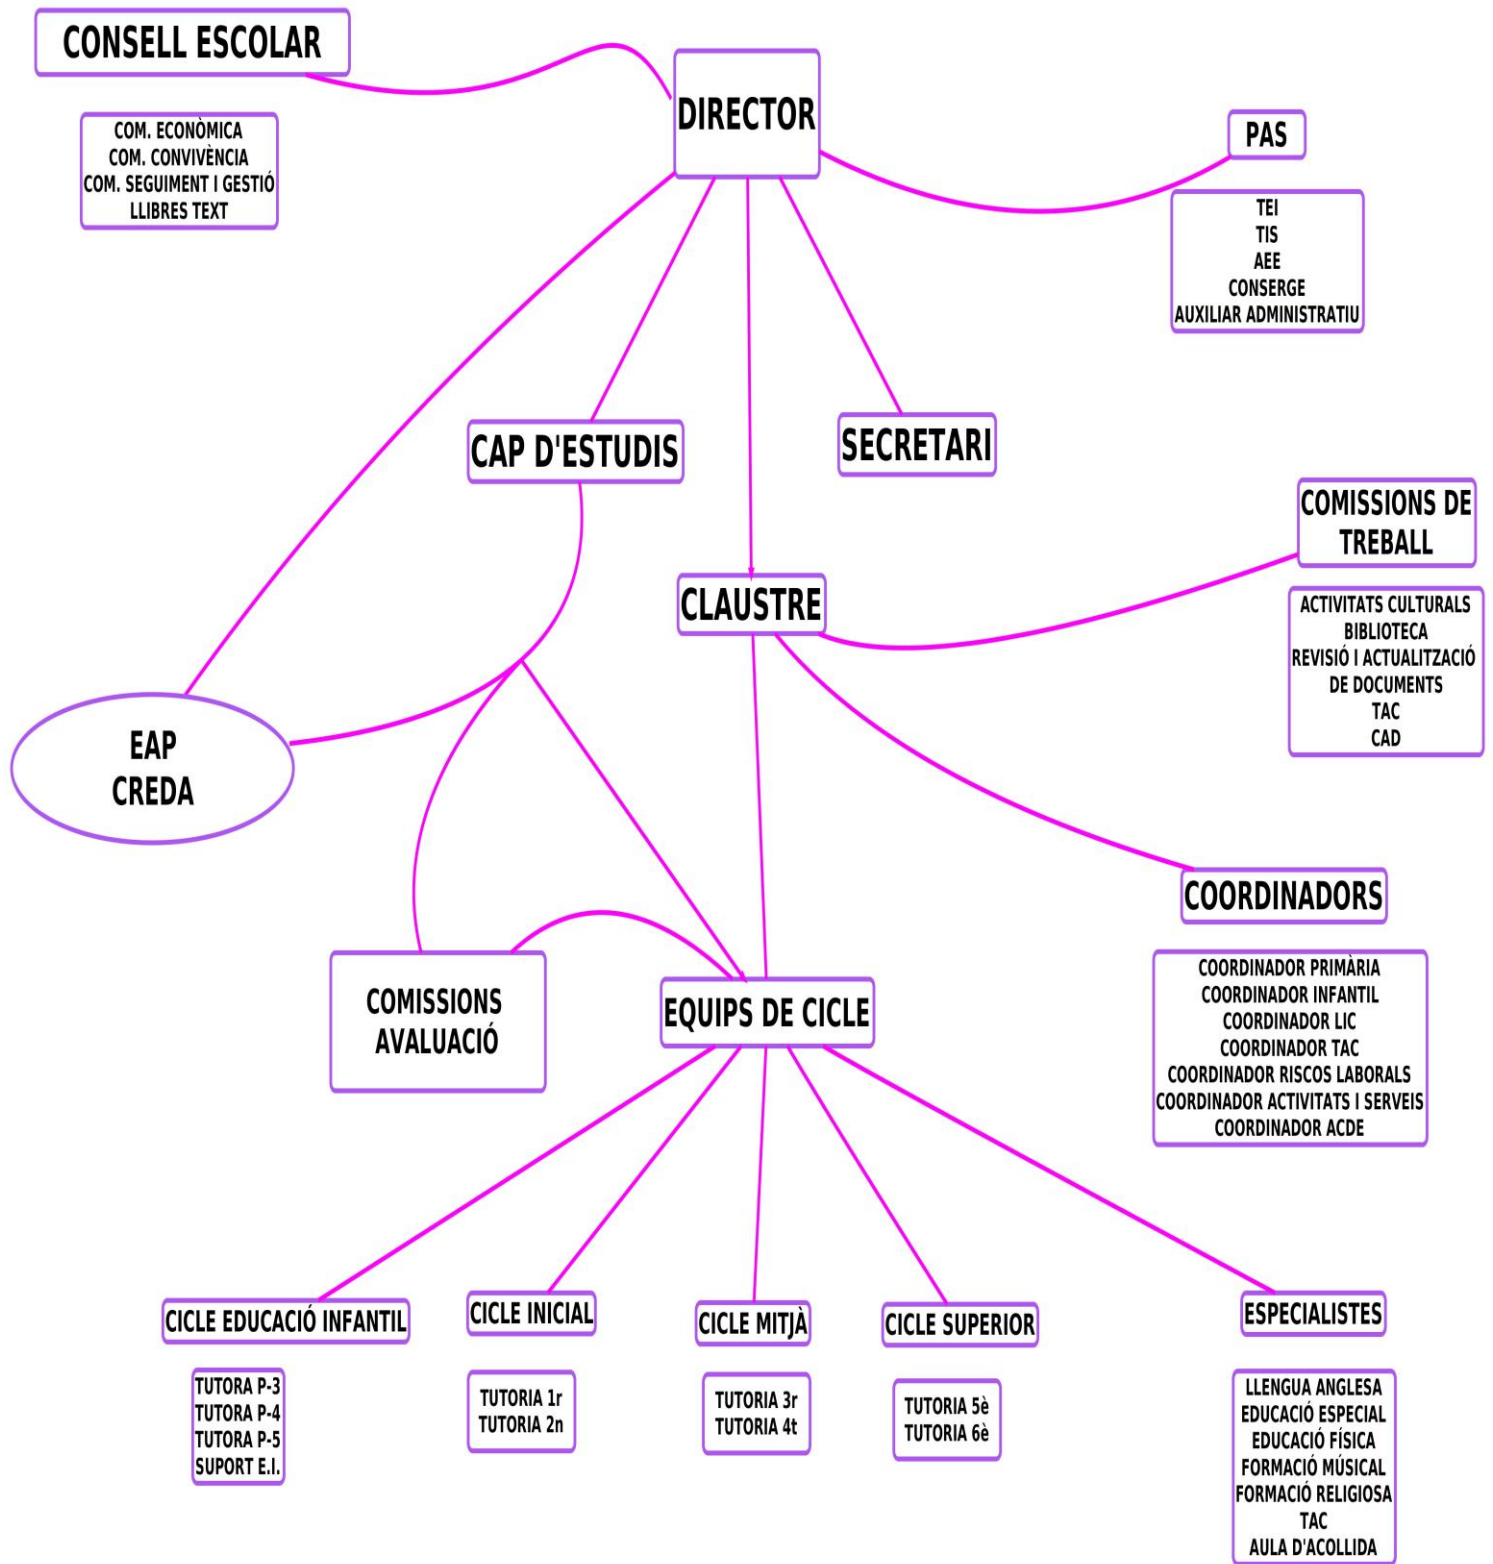 CONSELL ESCOLAR
COM. ECONÒMICA
COM. CONVIVÈNCIA
COM. SEGUIMENT I GESTIÓ
LLIBRES TEXT
DIRECTOR
PAS
TEI
TIS
AEE
CONSERGE
AUXILIAR ADMINISTRATIU
CAP D'ESTUDIS
SECRETARI
COMISSIONS DE
TREBALL
ACTIVITATS CULTURALS
BIBLIOTECA
REVISIÓ I ACTUALITZACIÓ
DE DOCUMENTS
TAC
CAD
CLAUSTRE
EAP
CREDA
COORDINADORS
COORDINADOR PRIMÀRIA
COORDINADOR INFANTIL
COORDINADOR LIC
COORDINADOR TAC
COORDINADOR RISCOS LABORALS
COORDINADOR ACTIVITATS I SERVEIS
COORDINADOR ACDE
COMISSIONS
AVALUACIÓ
EQUIPS DE CICLE
CICLE EDUCACIÓ INFANTIL
TUTORA P-3
TUTORA P-4
TUTORA P-5
SUPORT E.I.
CICLE INICIAL
TUTORIA 1r
TUTORIA 2n
CICLE MITJÀ
TUTORIA 3r
TUTORIA 4t
CICLE SUPERIOR
TUTORIA 5è
TUTORIA 6è
ESPECIALISTES
LLENGUA ANGLESA
EDUCACIÓ ESPECIAL
EDUCACIÓ FÍSICA
FORMACIÓ MÚSICAL
FORMACIÓ RELIGIOSA
TAC
AULA D'ACOLLIDA